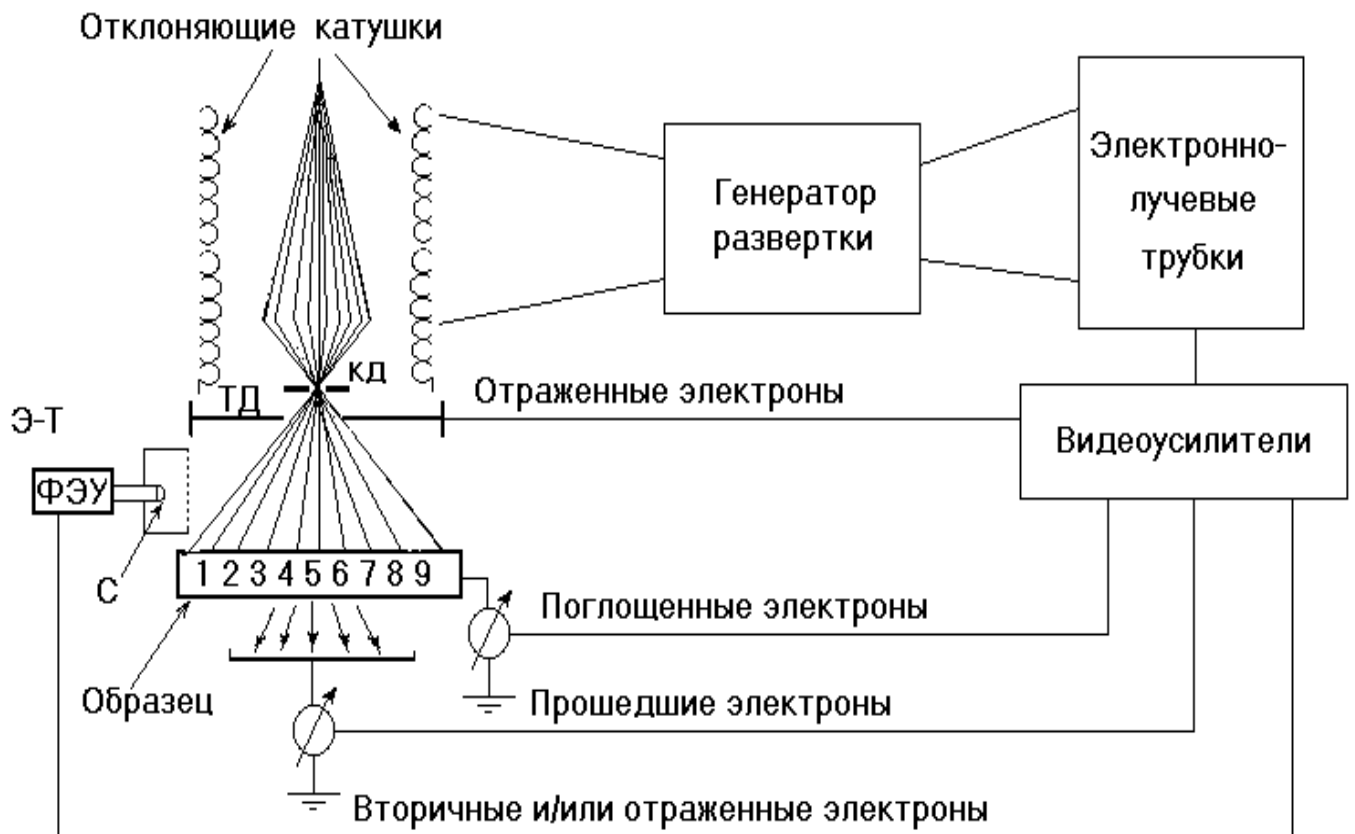 Отклоняющие катушки
Генератор
развертки
Электронно-
лучевые
трубки
кд
ТД
Отраженные электроны
Э-Т
Видеоусилители
ФЭУ
1 2 3 4 5 6 7 8 9
С
Поглощенные электроны
Образец
Прошедшие электроны
Вторичные и/или отраженные электроны